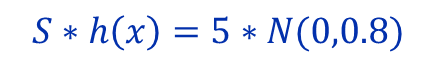 S ∗ h(x) = 5 ∗ N(0,0.8)